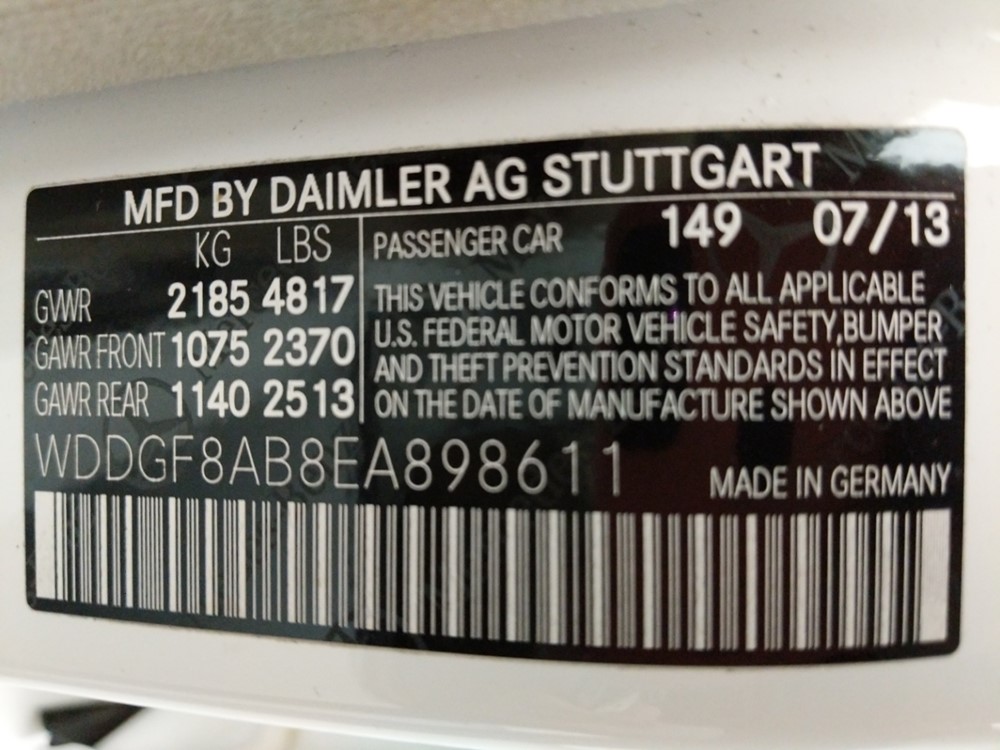 MFD BY DAIMLER AG STUTTGART
KG LBS
GVWR 2185 4817
GAWR FRONT 1075 2370
GAWR REAR 1140 2513
PASSENGER CAR 149 07/13
THIS VEHICLE CONFORMS TO ALL APPLICABLE
U.S. FEDERAL MOTOR VEHICLE SAFETY,BUMPER
AND THEFT PREVENTION STANDARDS IN EFFECT
ON THE DATE OF MANUFACTURE SHOWN ABOVE
WDDGF8AB8EA898611
MADE IN GERMANY